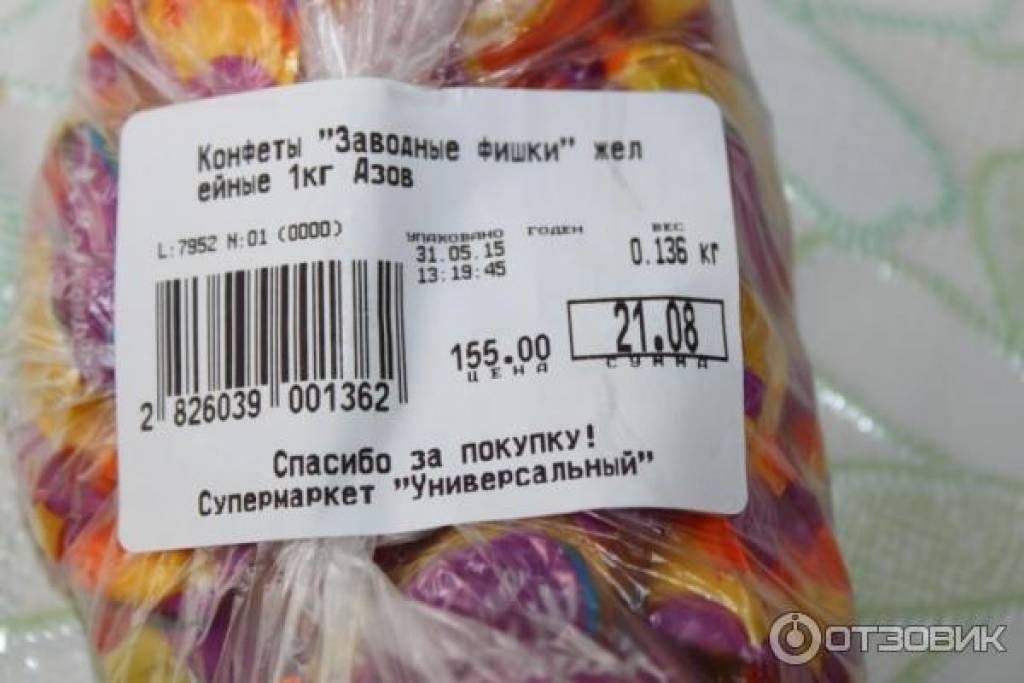 Конфеты "Заводные фишки" жел
ейные 1кг Азов
L:7952 N:01 (0000)
УПАКОВАНО ГОДЕН ВЕС
31.05.15 0.136 кг
13:19:45
155.00 21.08
ЦЕНА СУММА
2 826039 001362
Спасибо за покупку!
Супермаркет "Универсальный"
ОТЗОВИК